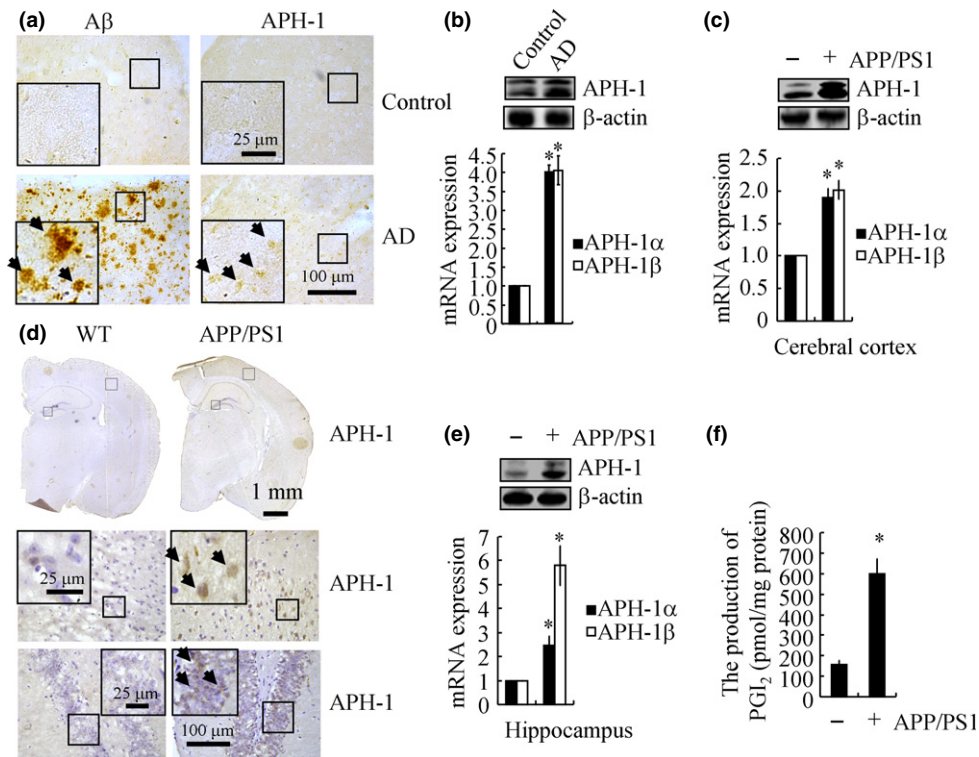 (a)
Aβ
APH-1
Control
25 μm
AD
100 μm
(b)
Control
AD
APH-1
β-actin
mRNA expression
4.5
4.0
3.5
3.0
2.5
2.0
1.5
1.0
0.5
0
*
*
APH-1α
APH-1β
(c)
– + APP/PS1
APH-1
β-actin
mRNA expression
2.5
2.0
1.5
1.0
0.5
0
*
*
APH-1α
APH-1β
Cerebral cortex
(d)
WT
APP/PS1
APH-1
1 mm
25 μm
APH-1
25 μm
100 μm
APH-1
(e)
– + APP/PS1
APH-1
β-actin
mRNA expression
7
6
5
4
3
2
1
0
*
*
APH-1α
APH-1β
Hippocampus
(f)
The production of
PGI₂ (pmol/mg protein)
800
700
600
500
400
300
200
100
0
*
– + APP/PS1